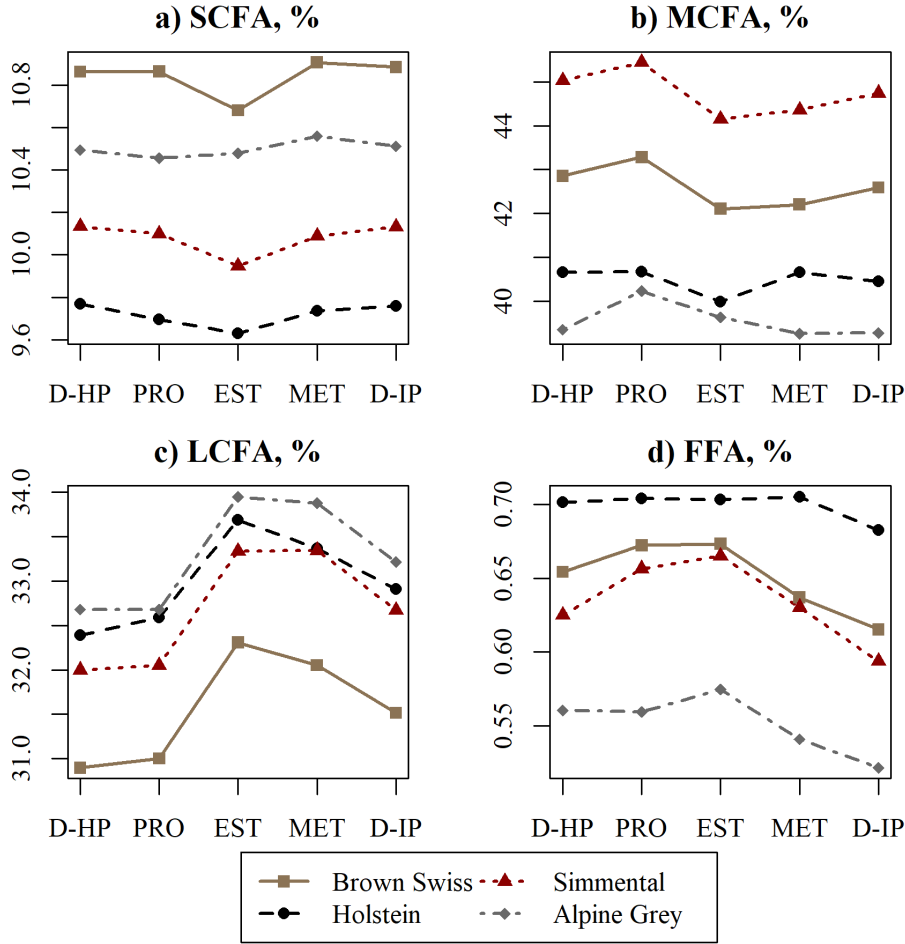 a) SCFA, %
10.8
10.4
10.0
9.6
D-HP PRO EST MET D-IP
b) MCFA, %
44
42
40
D-HP PRO EST MET D-IP
c) LCFA, %
34.0
33.0
32.0
31.0
D-HP PRO EST MET D-IP
d) FFA, %
0.70
0.65
0.60
0.55
D-HP PRO EST MET D-IP
Brown Swiss Simmental
Holstein Alpine Grey